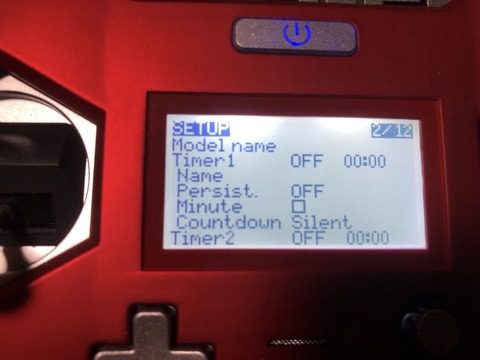 SETUP 2/12
Model name
Timer1 OFF 00:00
Name
Persist. OFF
Minute
Countdown Silent
Timer2 OFF 00:00